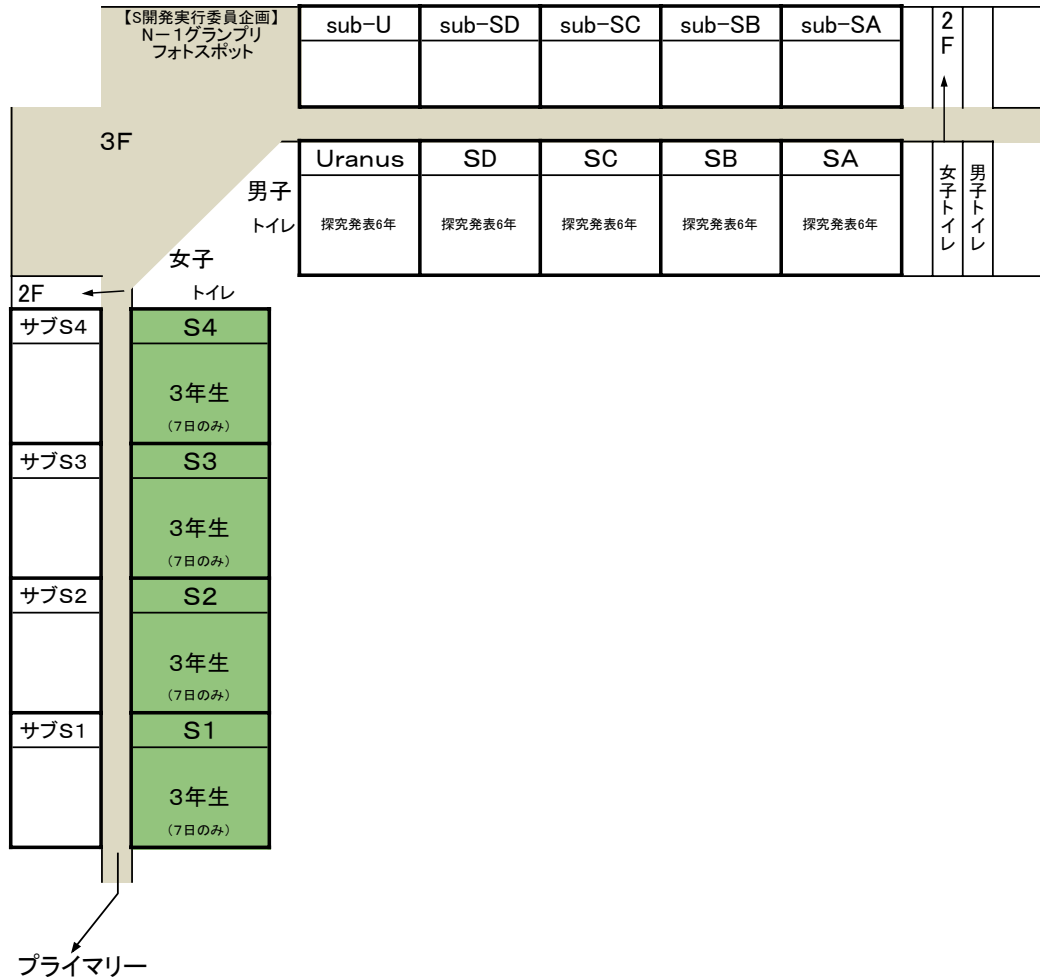 【S開発実行委員企画】
N－1グランプリ
フォトスポット
sub-U
sub-SD
sub-SC
sub-SB
sub-SA
2F
3F
Uranus
SD
SC
SB
SA
男子
トイレ
探究発表6年
探究発表6年
探究発表6年
探究発表6年
探究発表6年
女子トイレ
男子トイレ
女子
トイレ
2F
サブS4
S4
3年生
（7日のみ）
サブS3
S3
3年生
（7日のみ）
サブS2
S2
3年生
（7日のみ）
サブS1
S1
3年生
（7日のみ）
プライマリー